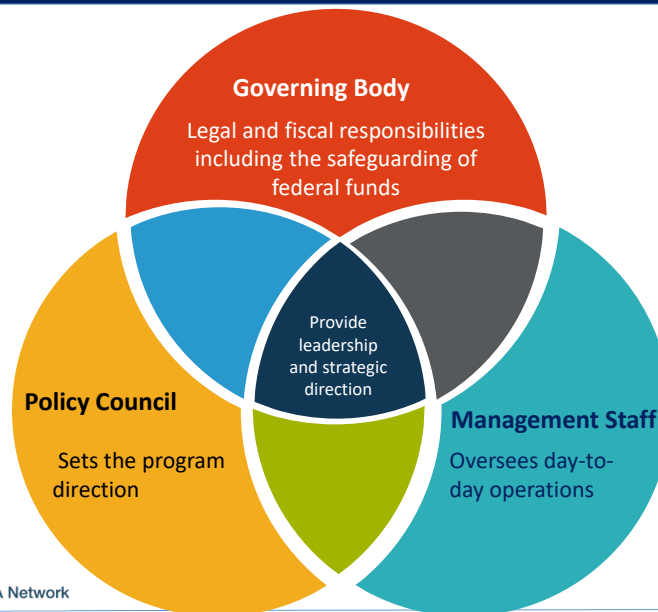 Governing Body
Legal and fiscal responsibilities
including the safeguarding of
federal funds
Provide
leadership
and strategic
direction
Policy Council
Sets the program
direction
Management Staff
Oversees day-to-
day operations
A Network